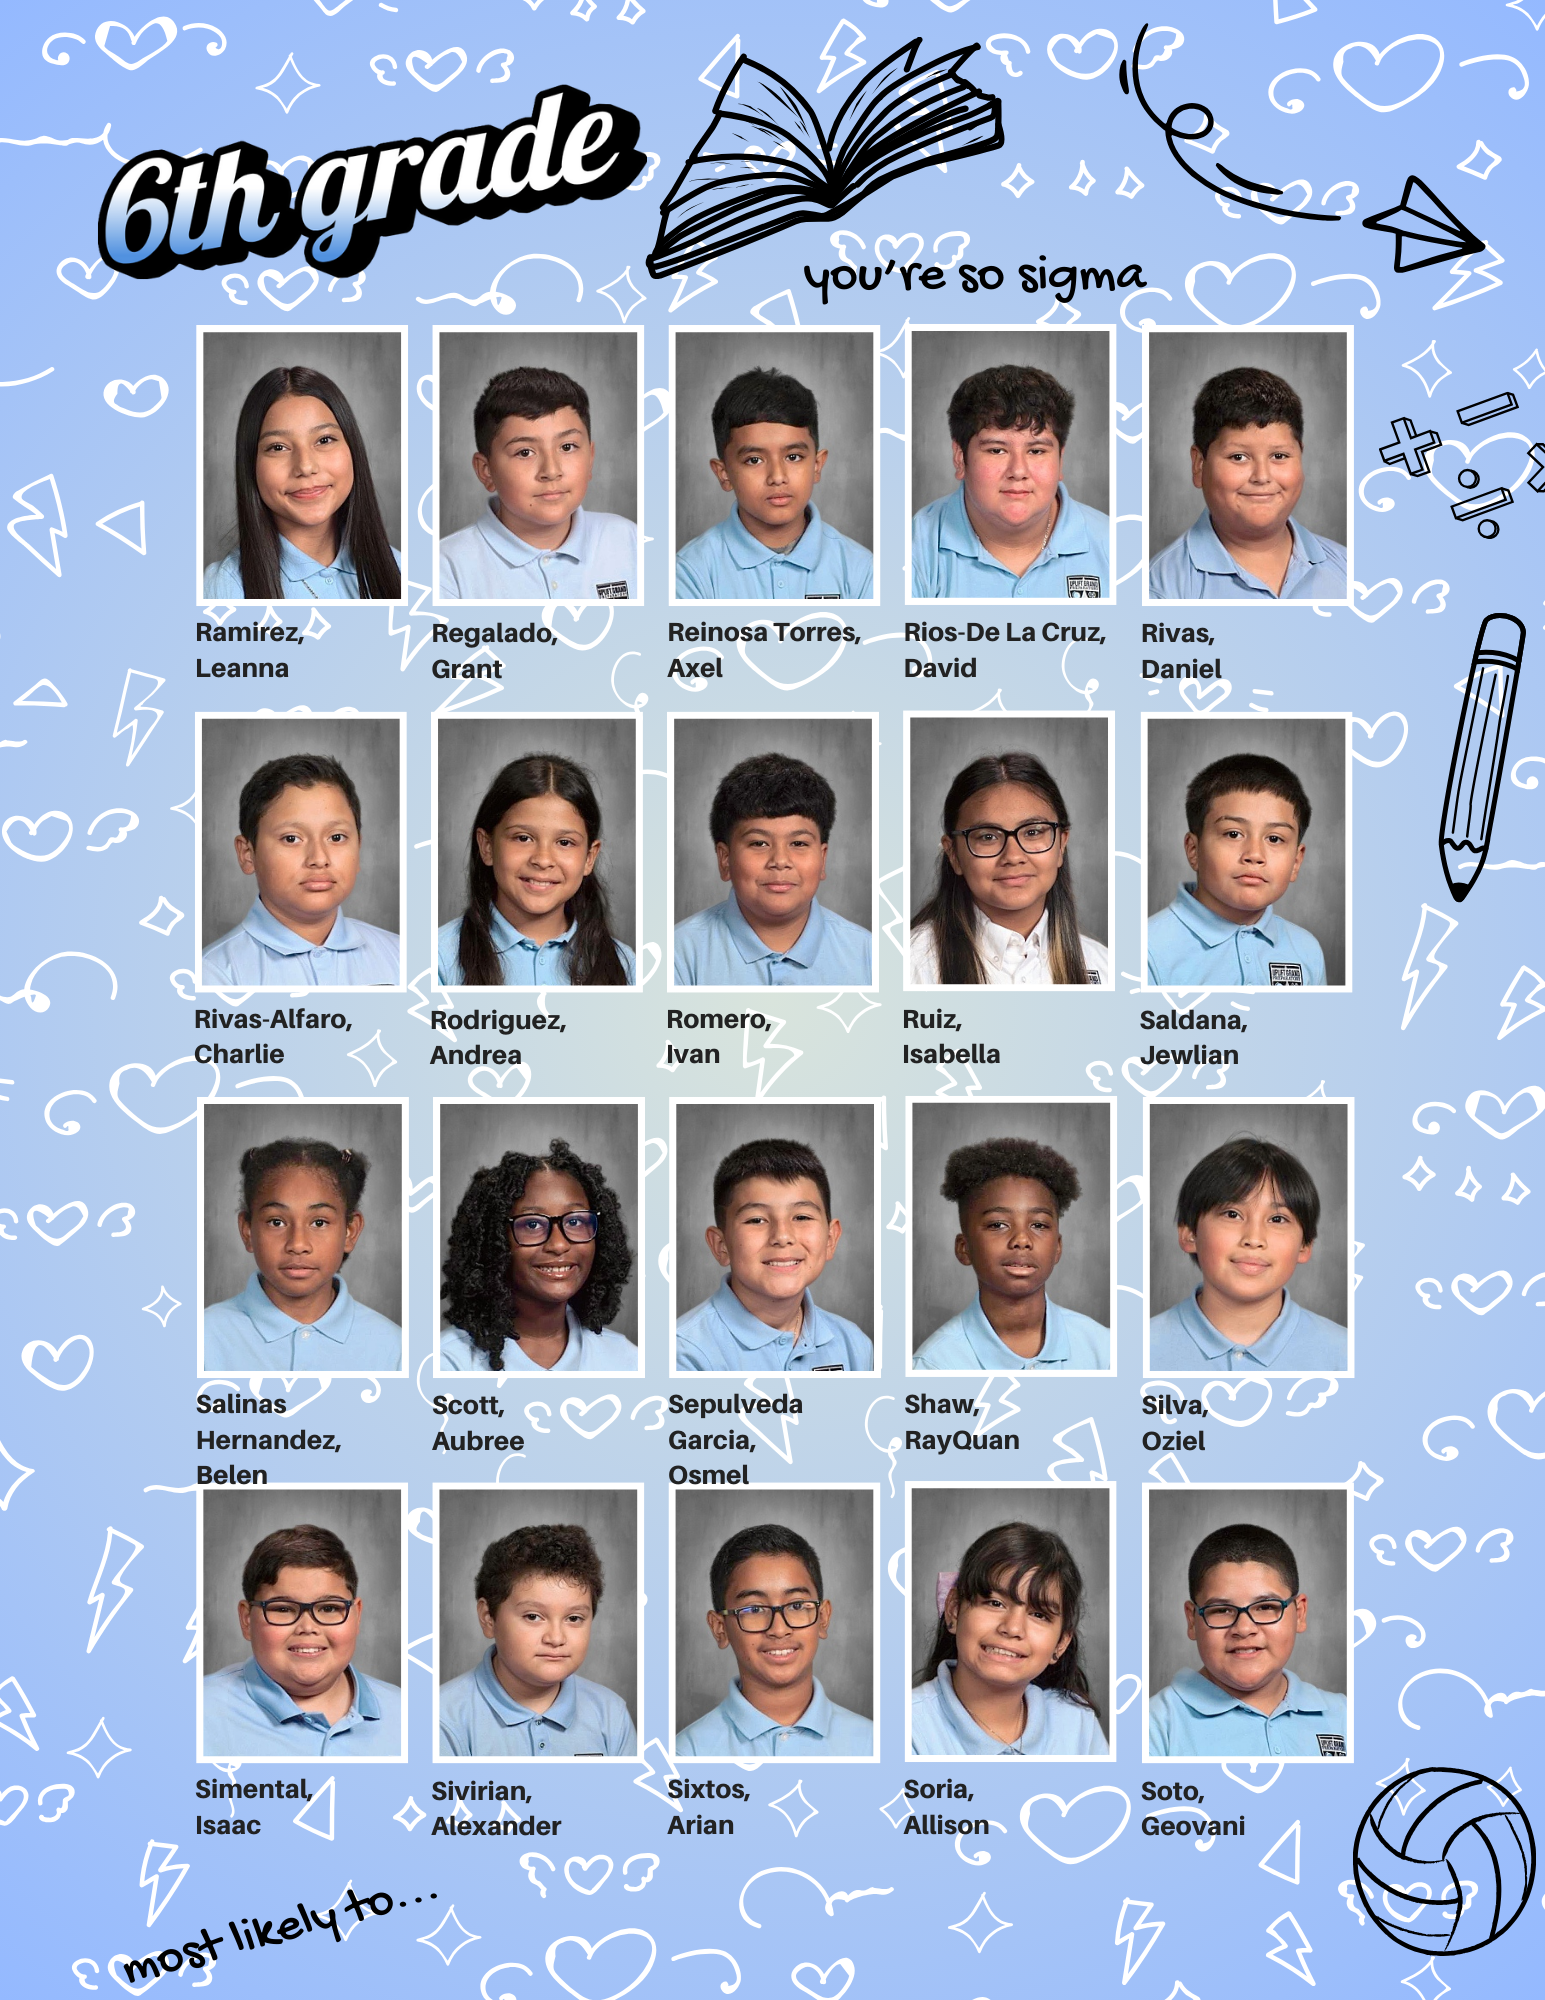 6th grade
you're so sigma
Ramirez,
Leanna
Regalado,
Grant
Reinosa Torres,
Axel
Rios-De La Cruz,
David
Rivas,
Daniel
Rivas-Alfaro,
Charlie
Rodriguez,
Andrea
Romero,
Ivan
Ruiz,
Isabella
Saldana,
Jewlian
Salinas
Hernandez,
Belen
Scott,
Aubree
Sepulveda
Garcia,
Osmel
Shaw,
RayQuan
Silva,
Oziel
Simental,
Isaac
Sivirian,
Alexander
Sixtos,
Arian
Soria,
Allison
Soto,
Geovani
most likely to...